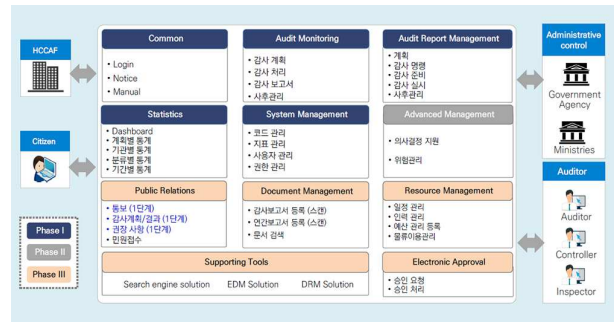 HCCAF
Citizen
Phase I
Phase II
Phase III
Common
• Login
• Notice
• Manual
Audit Monitoring
• 감사 계획
• 감사 처리
• 감사 보고서
• 사후관리
Audit Report Management
• 계획
• 감사 명령
• 감사 준비
• 감사 실시
• 사후관리
Statistics
• Dashboard
• 계획별 통계
• 기관별 통계
• 분류별 통계
• 기간별 통계
System Management
• 코드 관리
• 지표 관리
• 사용자 관리
• 권한 관리
Advanced Management
• 의사결정 지원
• 위험관리
Public Relations
• 통보 (1단계)
• 감사계획/결과 (1단계)
• 권장 사항 (1단계)
• 민원접수
Document Management
• 감사보고서 등록 (스캔)
• 연간보고서 등록 (스캔)
• 문서 검색
Resource Management
• 일정 관리
• 인력 관리
• 예산 관리 등록
• 물류이용관리
Supporting Tools
Search engine solution EDM Solution DRM Solution
Electronic Approval
• 승인 요청
• 승인 처리
Administrative
control
Government
Agency
Ministries
Auditor
Auditor
Controller
Inspector